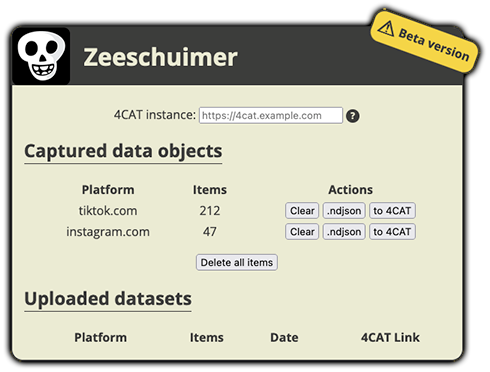 ⚠ Beta version
Zeeschuimer
4CAT instance: https://4cat.example.com ?
Captured data objects
Platform Items Actions
tiktok.com 212 Clear .ndjson to 4CAT
instagram.com 47 Clear .ndjson to 4CAT
Delete all items
Uploaded datasets
Platform Items Date 4CAT Link